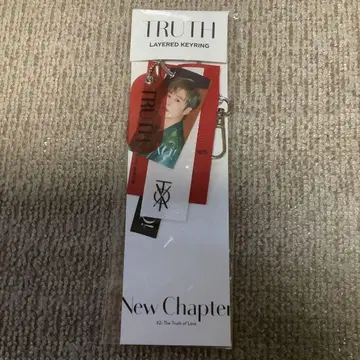 TRUTH
LAYERED KEYRING
TRUTH
New Chapter
#2: The Truth of Love